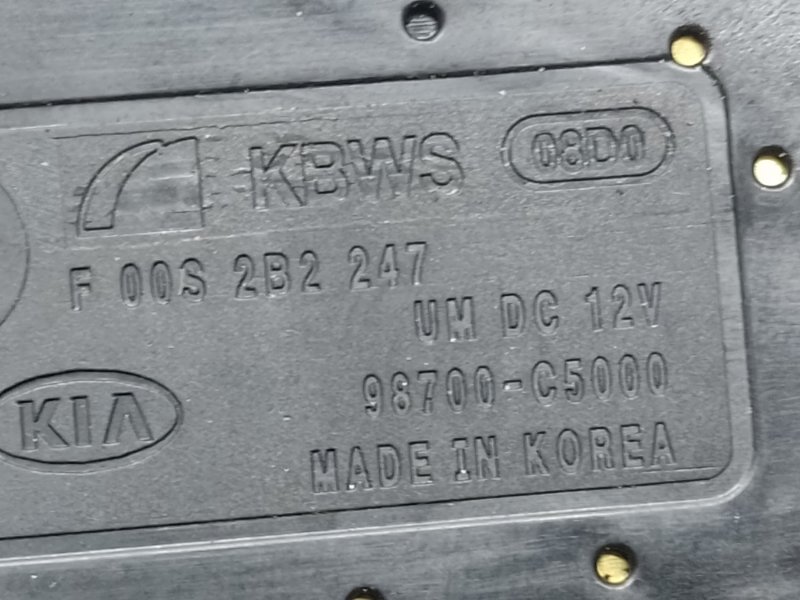 KBWS 08D0
F 00S 2B2 247
UM DC 12V
98700-C5000
KIA
MADE IN KOREA